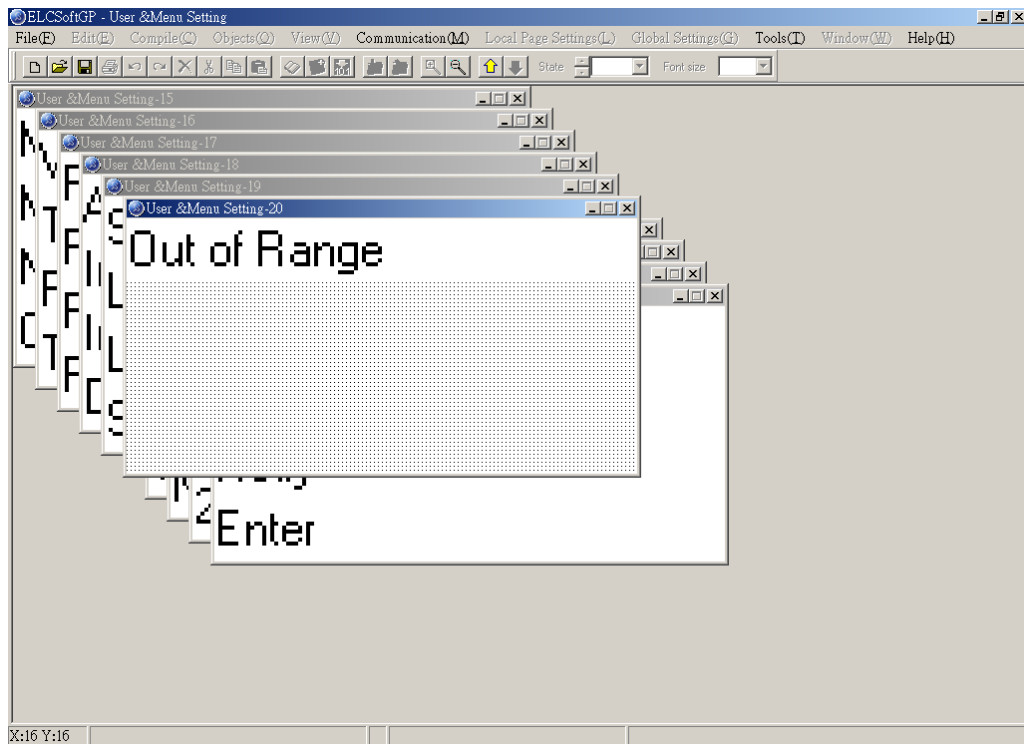 ELCSoftGP - User &Menu Setting
File(F) Edit(E) Compile(C) Objects(O) View(V) Communication(M) Local Page Settings(L) Global Settings(G) Tools(T) Window(W) Help(H)
State Font size
User &Menu Setting-15
User &Menu Setting-16
User &Menu Setting-17
User &Menu Setting-18
User &Menu Setting-19
User &Menu Setting-20
Out of Range
Enter
X:16 Y:16